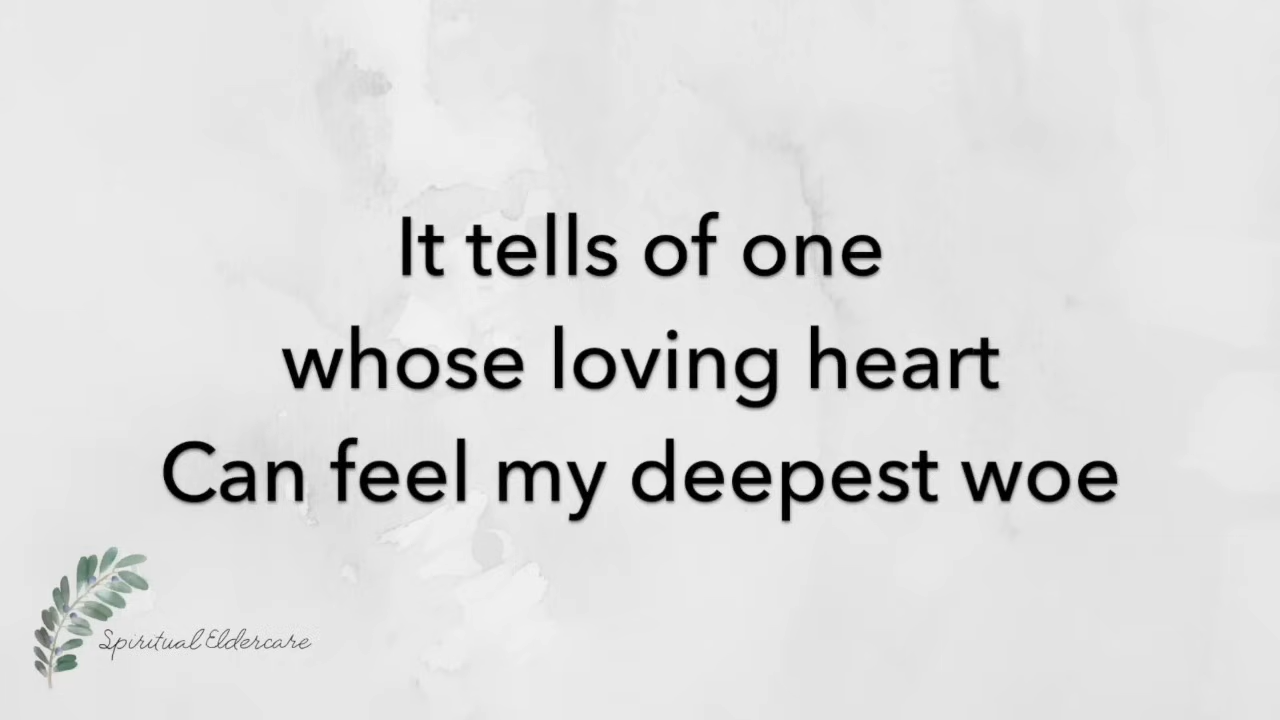 It tells of one
whose loving heart
Can feel my deepest woe
Spiritual Eldercare